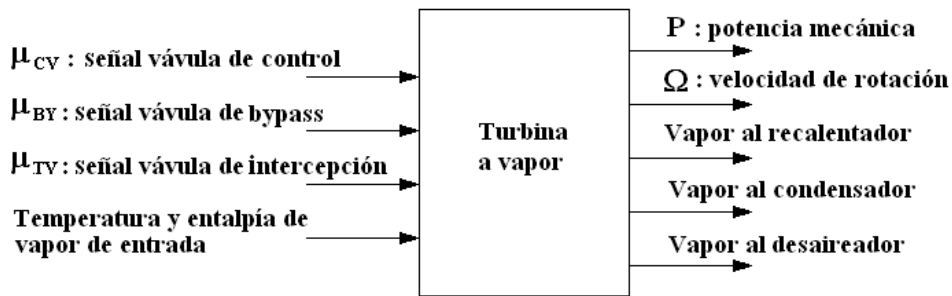 μCV : señal vávula de control
μBY : señal vávula de bypass
μIV : señal vávula de intercepción
Temperatura y entalpía de
vapor de entrada
Turbina
a vapor
P : potencia mecánica
Ω : velocidad de rotación
Vapor al recalentador
Vapor al condensador
Vapor al desaireador